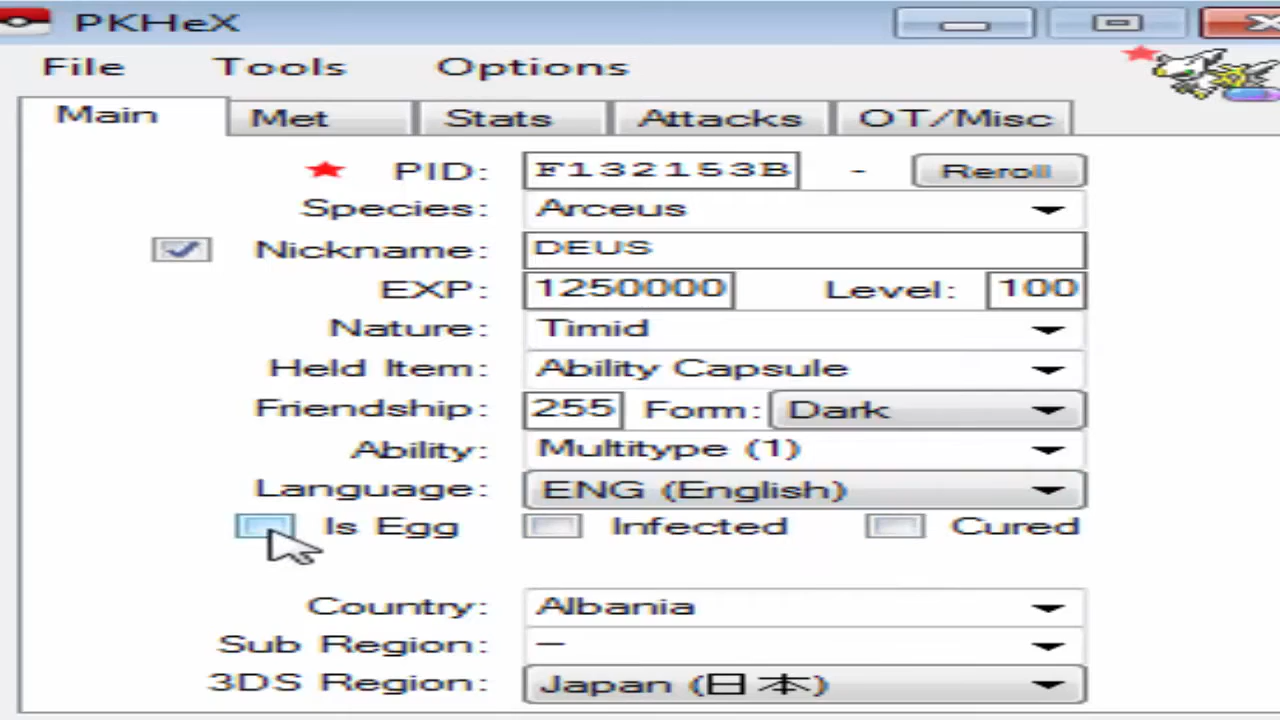 PKHeX
File Tools Options
Main Met Stats Attacks OT/Misc
PID: F132153B - Reroll
Species: Arceus
Nickname: DEUS
EXP: 1250000 Level: 100
Nature: Timid
Held Item: Ability Capsule
Friendship: 255 Form: Dark
Ability: Multitype (1)
Language: ENG (English)
Is Egg Infected Cured
Country: Albania
Sub Region: —
3DS Region: Japan (日本)